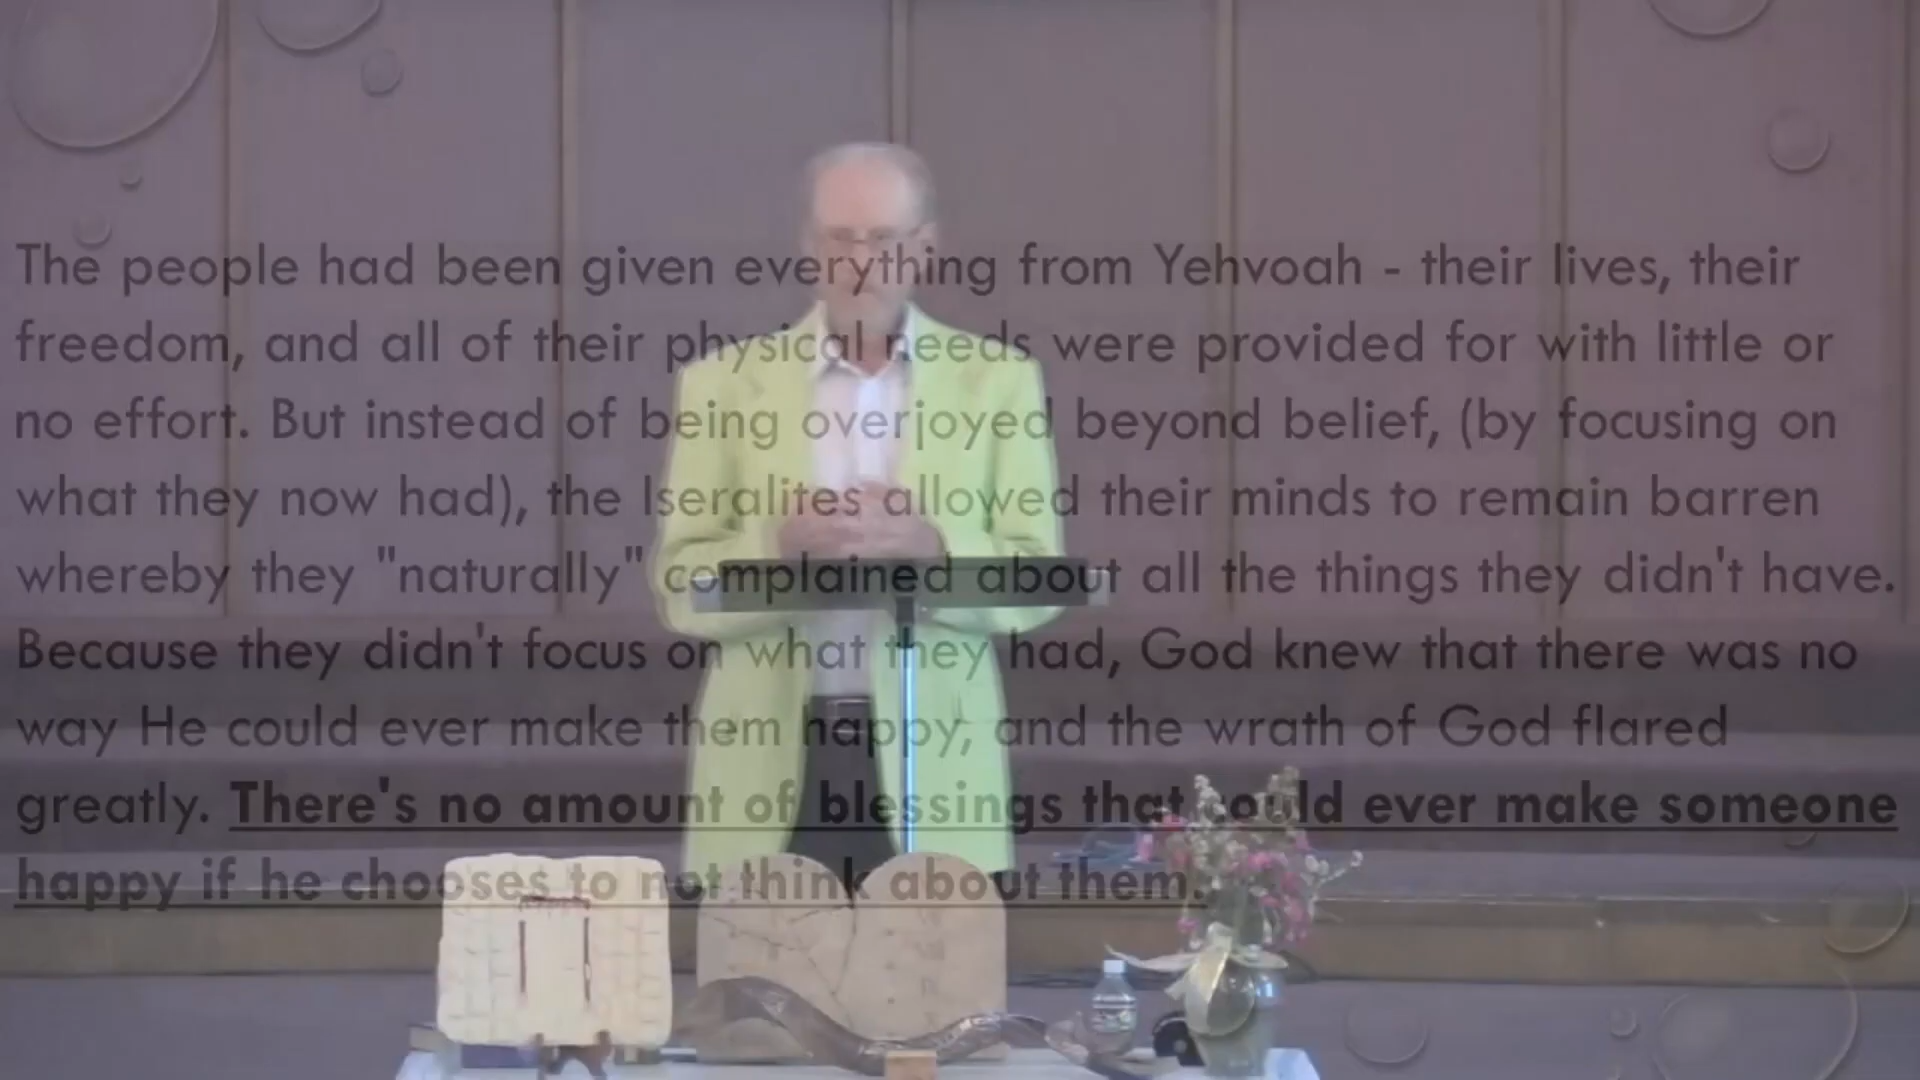 The people had been given everything from Yehvoah - their lives, their
freedom, and all of their physical needs were provided for with little or
no effort. But instead of being overjoyed beyond belief, (by focusing on
what they now had), the Iseralites allowed their minds to remain barren
whereby they "naturally" complained about all the things they didn't have.
Because they didn't focus on what they had, God knew that there was no
way He could ever make them happy, and the wrath of God flared
greatly. There's no amount of blessings that could ever make someone
happy if he chooses to not think about them.